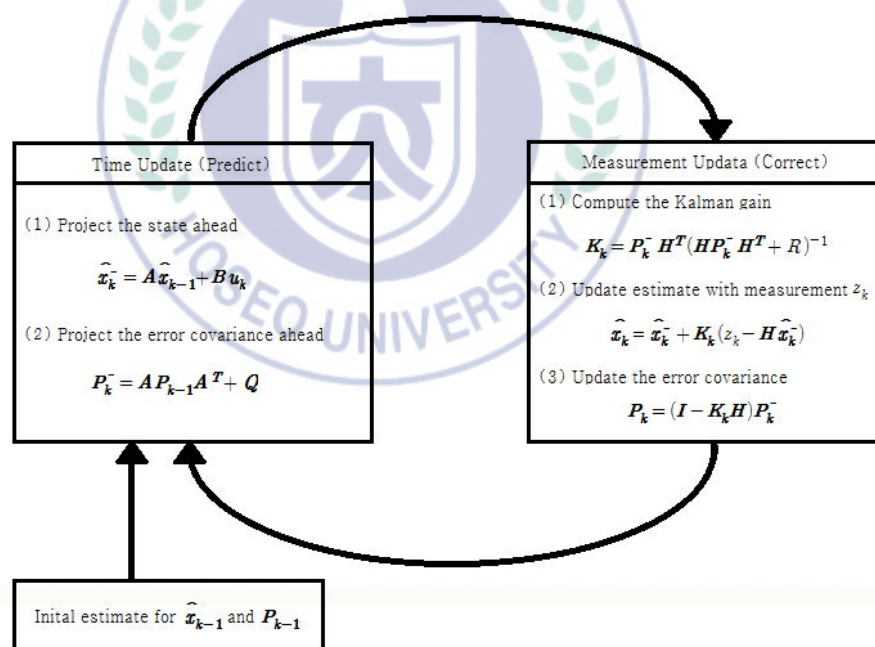 Time Update (Predict)
(1) Project the state ahead
x̂ₖ⁻ = Ax̂ₖ₋₁ + Buₖ
(2) Project the error covariance ahead
Pₖ⁻ = APₖ₋₁Aᵀ + Q
Measurement Updata (Correct)
(1) Compute the Kalman gain
Kₖ = Pₖ⁻Hᵀ(HPₖ⁻Hᵀ + R)⁻¹
(2) Update estimate with measurement zₖ
x̂ₖ = x̂ₖ⁻ + Kₖ(zₖ − Hx̂ₖ⁻)
(3) Update the error covariance
Pₖ = (I − KₖH)Pₖ⁻
Inital estimate for x̂ₖ₋₁ and Pₖ₋₁
HOSEO UNIVERSITY